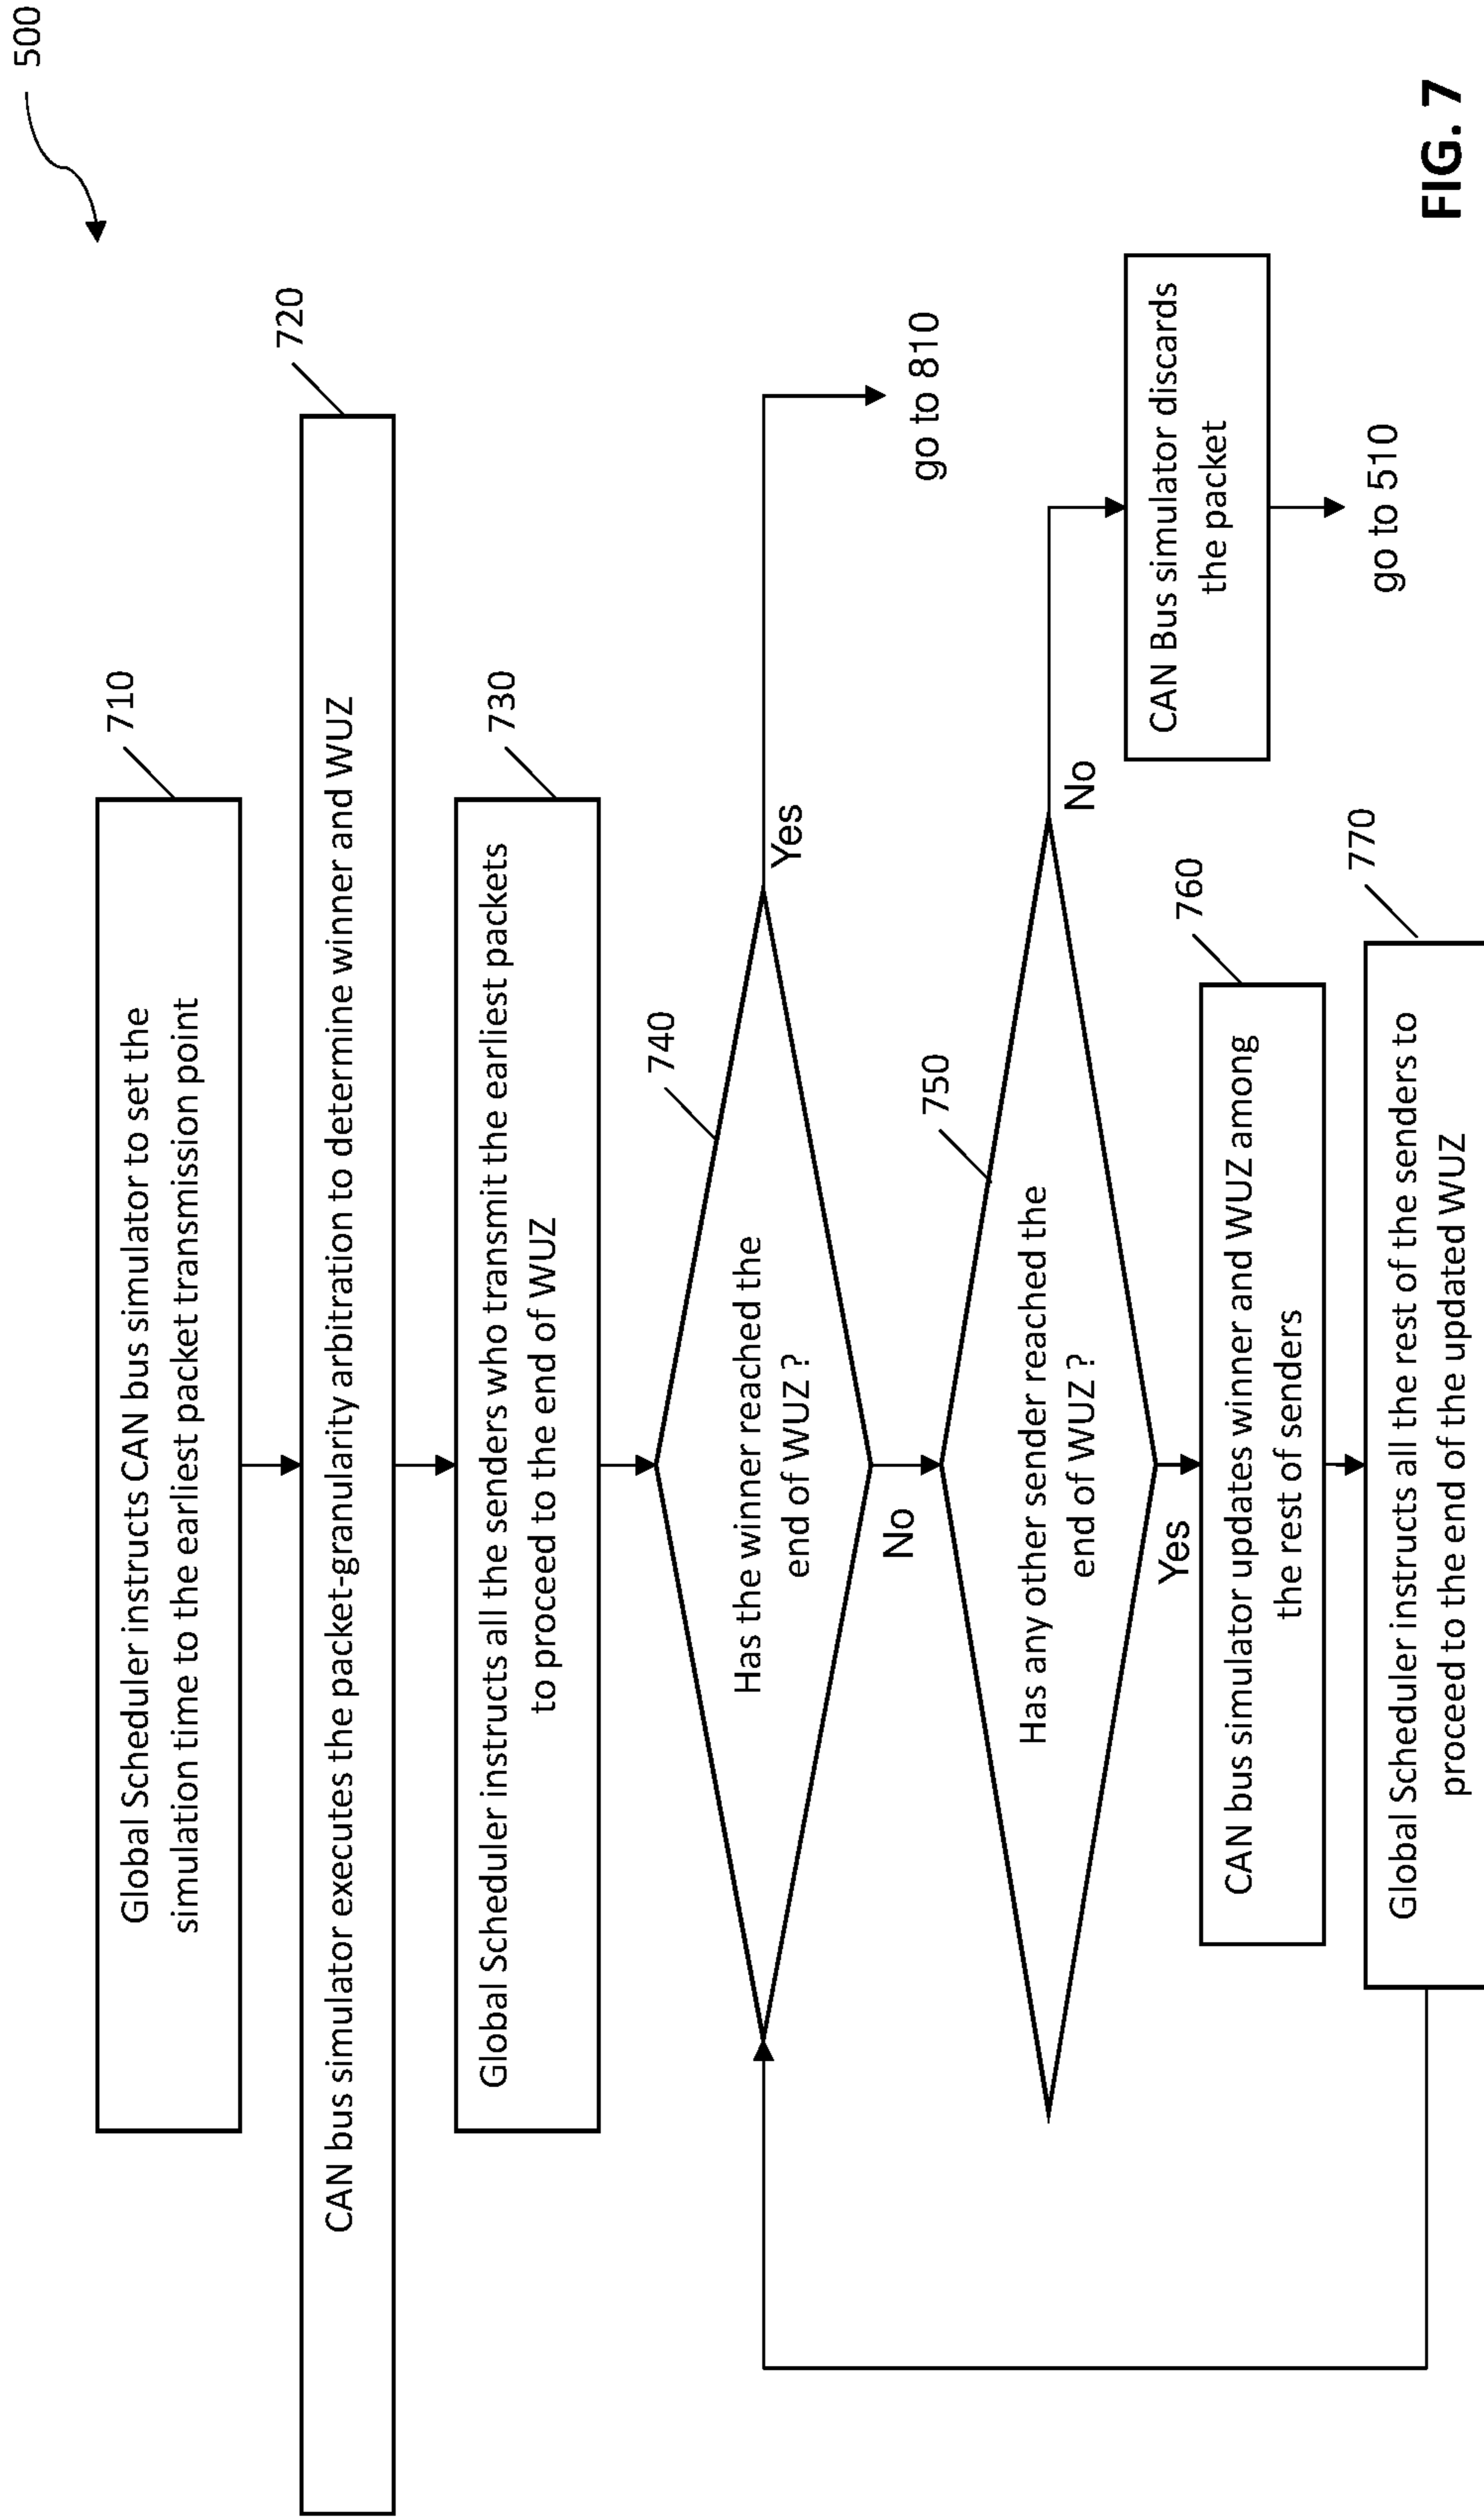 500
710
Global Scheduler instructs CAN bus simulator to set the
simulation time to the earliest packet transmission point
720
CAN bus simulator executes the packet-granularity arbitration to determine winner and WUZ
730
Global Scheduler instructs all the senders who transmit the earliest packets
to proceed to the end of WUZ
740
Has the winner reached the
end of WUZ ?
Yes
go to 810
No
750
Has any other sender reached the
end of WUZ ?
No
CAN Bus simulator discards
the packet
go to 510
Yes
760
CAN bus simulator updates winner and WUZ among
the rest of senders
770
Global Scheduler instructs all the rest of the senders to
proceed to the end of the updated WUZ
FIG. 7